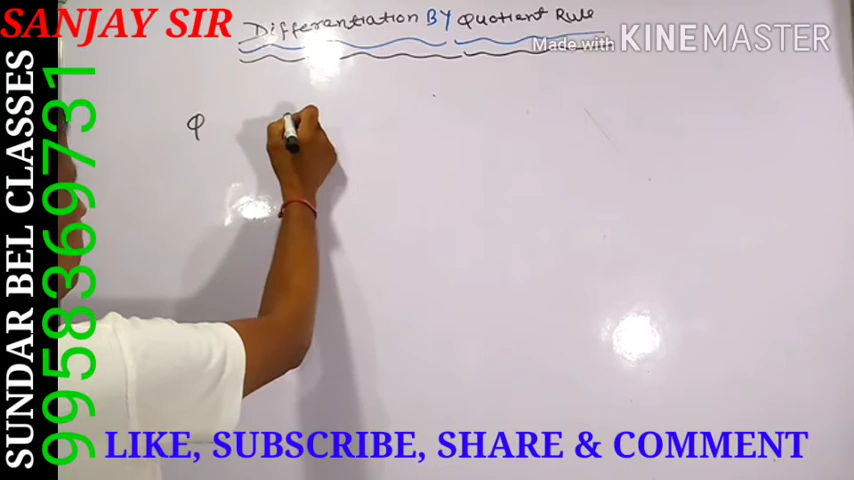 SANJAY SIR
Differentiation BY Quotient Rule
Made with KINEMASTER
SUNDAR BEL CLASSES
9958369731
Q
LIKE, SUBSCRIBE, SHARE & COMMENT